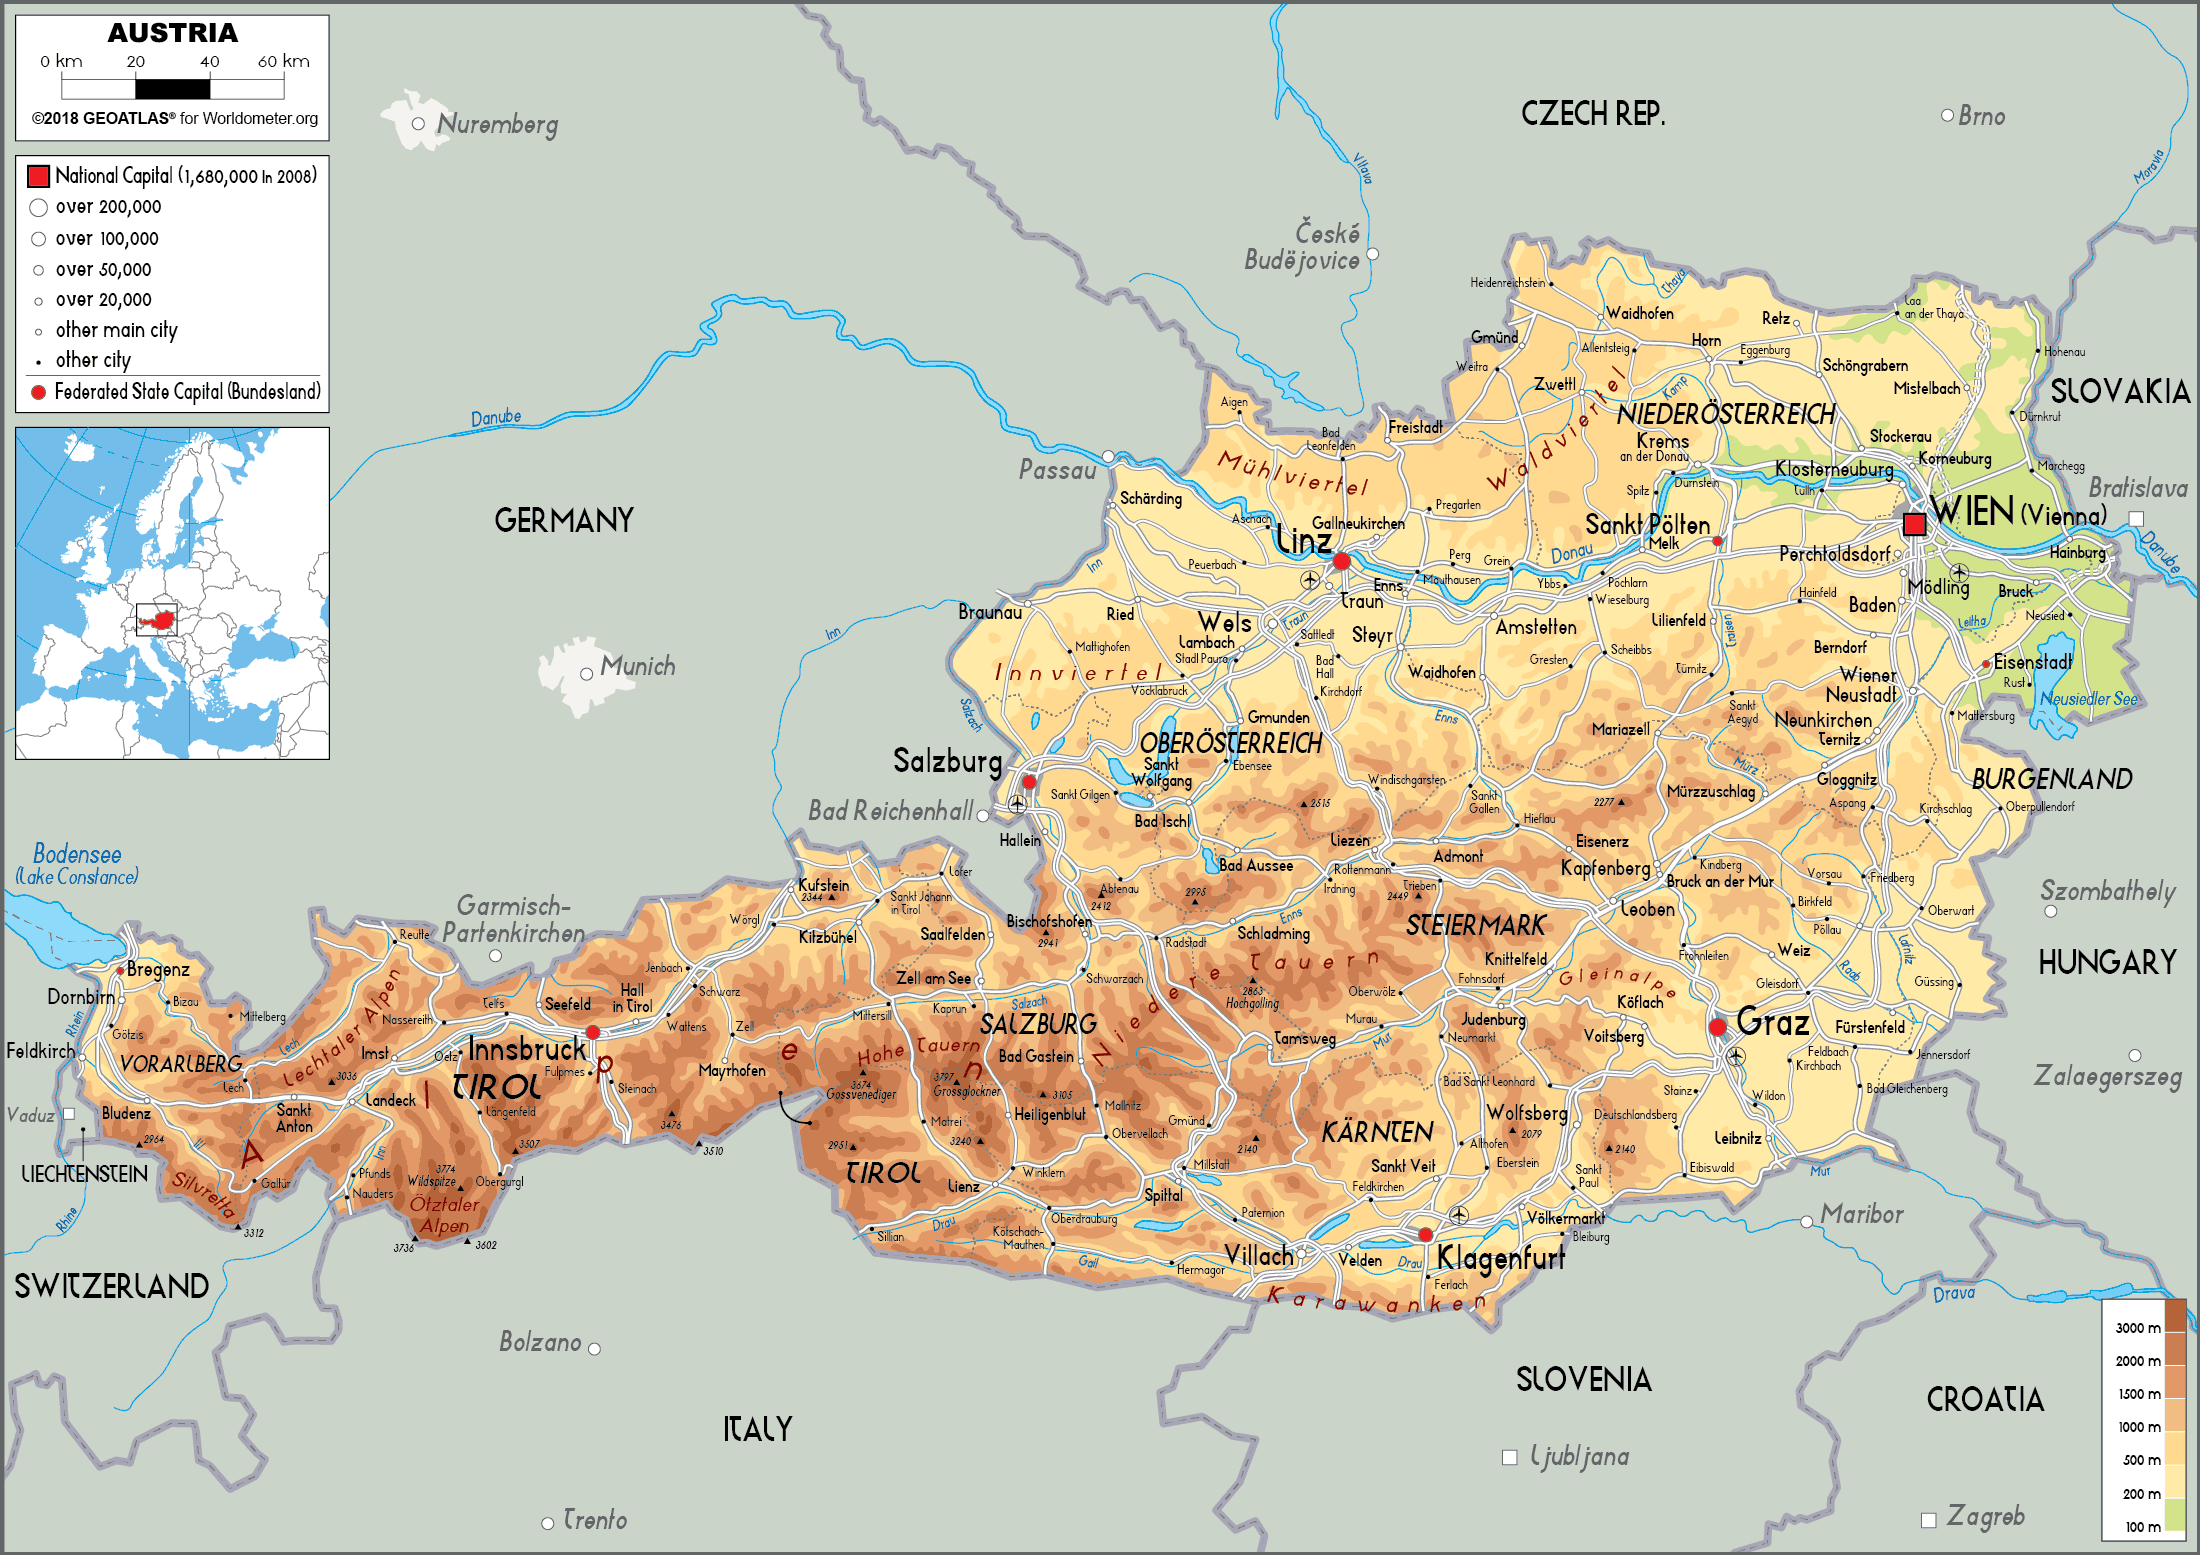 AUSTRIA
0 km 20 40 60 km
©2018 GEOATLAS® for Worldometer.org
National Capital (1,680,000 In 2008)
over 200,000
over 100,000
over 50,000
over 20,000
other main city
other city
Federated State Capital (Bundesland)
Nuremberg
CZECH REP.
Brno
Vltava
Moravia
České
Budějovice
Danube
Passau
GERMANY
Munich
Inn
Salzach
Bad Reichenhall
Garmisch-
Partenkirchen
Bodensee
(Lake Constance)
SLOVAKIA
Bratislava
Danube
Szombathely
HUNGARY
Zalaegerszeg
Maribor
Mur
Drava
SLOVENIA
Ljubljana
CROATIA
Zagreb
ITALY
Bolzano
Trento
SWITZERLAND
LIECHTENSTEIN
Vaduz
Rhein
Rhine
Heidenreichstein
Thaya
Laa
an der Thaya
Waidhofen
Retz
Gmünd
Allentsteig
Horn
Eggenburg
Hohenau
Weitra
Schöngrabern
Zwettl
Kamp
Mistelbach
NIEDERÖSTERREICH
Dürnkrut
Waldviertel
Aigen
Bad
Leonfelden
Freistadt
Krems
an der Donau
Stockerau
Korneuburg
Klosterneuburg
Marchegg
Mühlviertel
Dürnstein
Spitz
Tulln
Schärding
Pregarten
WIEN (Vienna)
Aschach
Gallneukirchen
Sankt Pölten
Linz
Melk
Donau
Perchtoldsdorf
Hainburg
Inn
Peuerbach
Perg
Grein
Enns
Mauthausen
Ybbs
Pöchlarn
Mödling
Bruck
Braunau
Ried
Traun
Wieselburg
Hainfeld
Baden
Wels
Traun
Amstetten
Lilienfeld
Traisen
Leitha
Neusied
Lambach
Sattledt
Steyr
Mattighofen
Stadl Paura
Bad
Hall
Gresten
Scheibbs
Berndorf
Eisenstadt
Innviertel
Waidhofen
Türnitz
Wiener
Neustadt
Rust
Vöcklabruck
Kirchdorf
Neusiedler See
Gmunden
Enns
Sankt
Aegyd
Mattersburg
OBERÖSTERREICH
Mariazell
Neunkirchen
Ternitz
Salzburg
Sankt
Wolfgang
Ebensee
Mürz
Gloggnitz
BURGENLAND
Sankt Gilgen
Windischgarsten
Sankt
Gallen
2515
2277
Mürzzuschlag
Aspang
Kirchschlag
Oberpullendorf
Bad Ischl
Hieflau
Hallein
Liezen
Eisenerz
Admont
Bad Aussee
Rottenmann
Kapfenberg
Kindberg
Lofer
Kufstein
2344
Abtenau
2995
Irdning
Trieben
2449
Bruck an der Mur
Vorsau
Friedberg
Sankt Johann
in Tirol
2412
Leoben
Birkfeld
Oberwart
Wörgl
Bischofshofen
Enns
STEIERMARK
Pöllau
Reutte
Kitzbühel
Saalfelden
2941
Radstadt
Schladming
Lafnitz
Frohnleiten
Weiz
Bregenz
Jenbach
Zell am See
Schwarzach
Niedere Tauern
Knittelfeld
Fohnsdorf
Gleinalpe
Raab
Güssing
Dornbirn
Bizau
Lechtaler Alpen
Telfs
Seefeld
Hall
in Tirol
Schwarz
Kaprun
Salzach
2863
Hochgolling
Oberwölz
Gleisdorf
Mittelberg
Nassereith
Mittersill
Köflach
Götzis
Wattens
Zell
SALZBURG
Murau
Judenburg
Graz
Fürstenfeld
Lech
Feldkirch
Imst
Oetz
Innsbruck
Hohe Tauern
Bad Gastein
Tamsweg
Mur
Neumarkt
Voitsberg
VORARLBERG
3036
Fulpmes
Mayrhofen
Feldbach
Jennersdorf
Kirchbach
Lech
TIROL
Steinach
3674
Gossvenediger
3797
Grossglockner
3105
Bad Sankt Leonhard
Stainz
Bad Gleichenberg
Bludenz
Sankt
Anton
Landeck
Längenfeld
Alpen
3476
Matrei
Heiligenblut
Mallnitz
Gmünd
Wolfsberg
Deutschlandsberg
Wildon
2964
Ill
3507
3510
2951
3240
Obervellach
2140
KÄRNTEN
2079
2140
Leibnitz
Inn
Althofen
Pfunds
3774
Wildspitze
Obergurgl
TIROL
Winklern
Millstatt
Sankt Veit
Eberstein
Sankt
Paul
Eibiswald
Silvretta
Galtür
Nauders
Ötztaler
Alpen
Lienz
Spittal
Feldkirchen
3312
3736
3602
Drau
Oberdrauburg
Paternion
Völkermarkt
Bleiburg
Sillian
Kötschach-
Mauthen
Gail
Hermagor
Villach
Velden
Drau
Klagenfurt
Ferlach
Karawanken
3000 m
2000 m
1500 m
1000 m
500 m
200 m
100 m